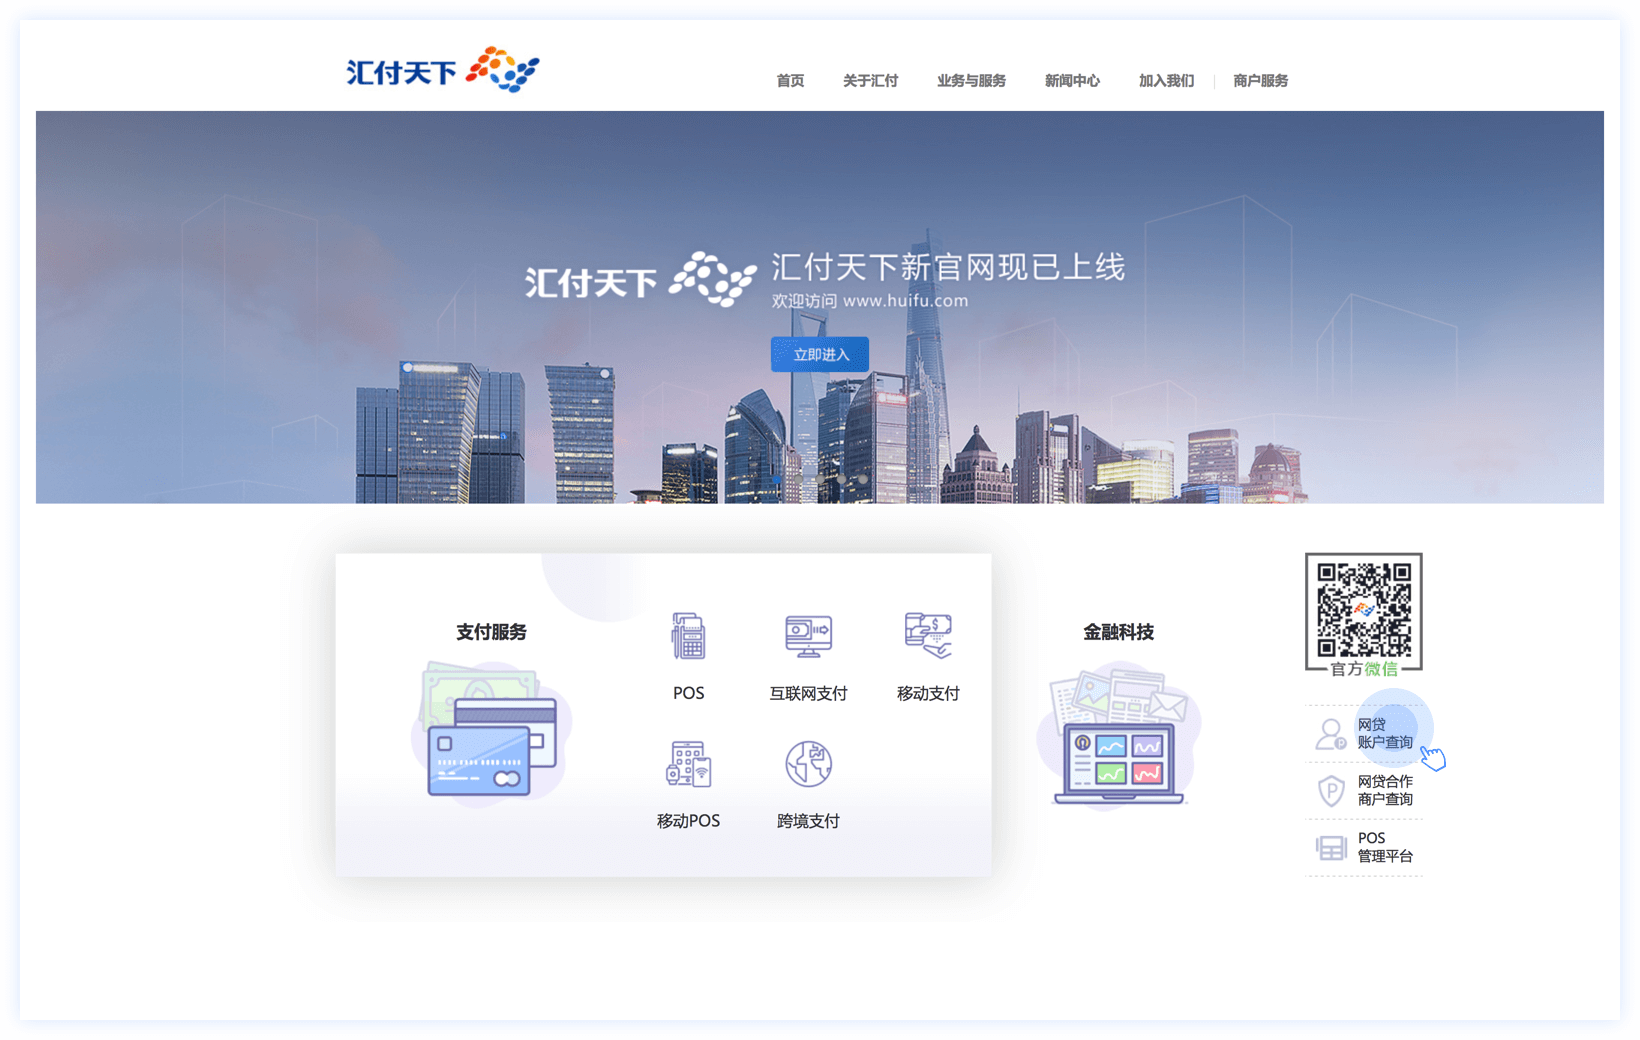 汇付天下
首页 关于汇付 业务与服务 新闻中心 加入我们 商户服务
汇付天下
汇付天下新官网现已上线
欢迎访问 www.huifu.com
立即进入
支付服务
POS
互联网支付
移动支付
移动POS
跨境支付
金融科技
官方微信
网贷
账户查询
网贷合作
商户查询
POS
管理平台